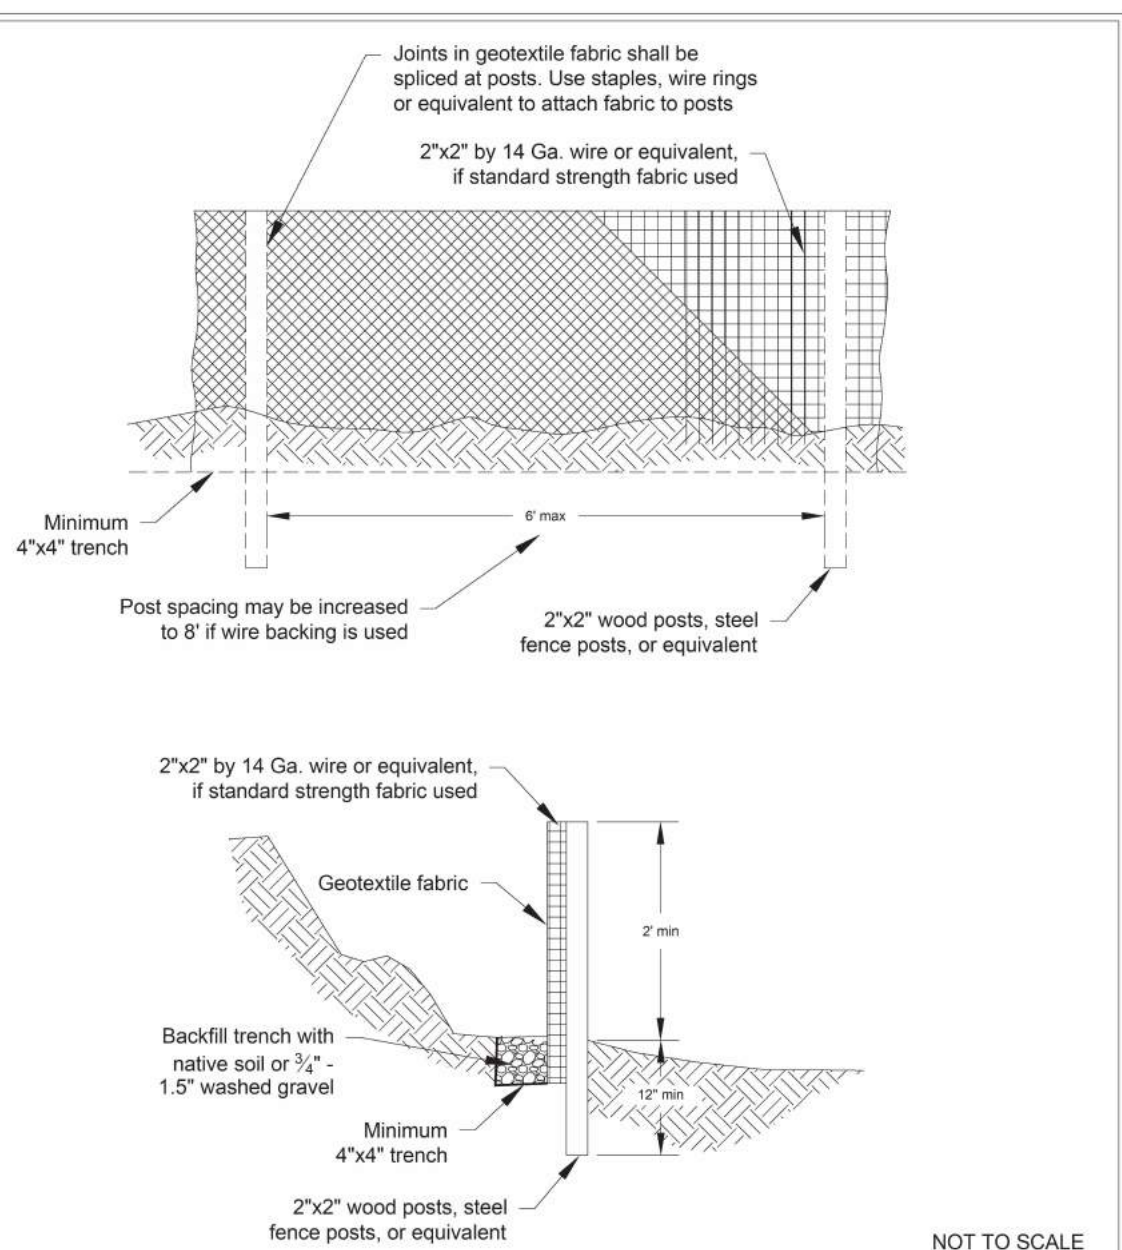 Joints in geotextile fabric shall be
spliced at posts. Use staples, wire rings
or equivalent to attach fabric to posts
2"x2" by 14 Ga. wire or equivalent,
if standard strength fabric used
6' max
Minimum
4"x4" trench
Post spacing may be increased
to 8' if wire backing is used
2"x2" wood posts, steel
fence posts, or equivalent
2"x2" by 14 Ga. wire or equivalent,
if standard strength fabric used
Geotextile fabric
2' min
Backfill trench with
native soil or ¾" -
1.5" washed gravel
12" min
Minimum
4"x4" trench
2"x2" wood posts, steel
fence posts, or equivalent
NOT TO SCALE